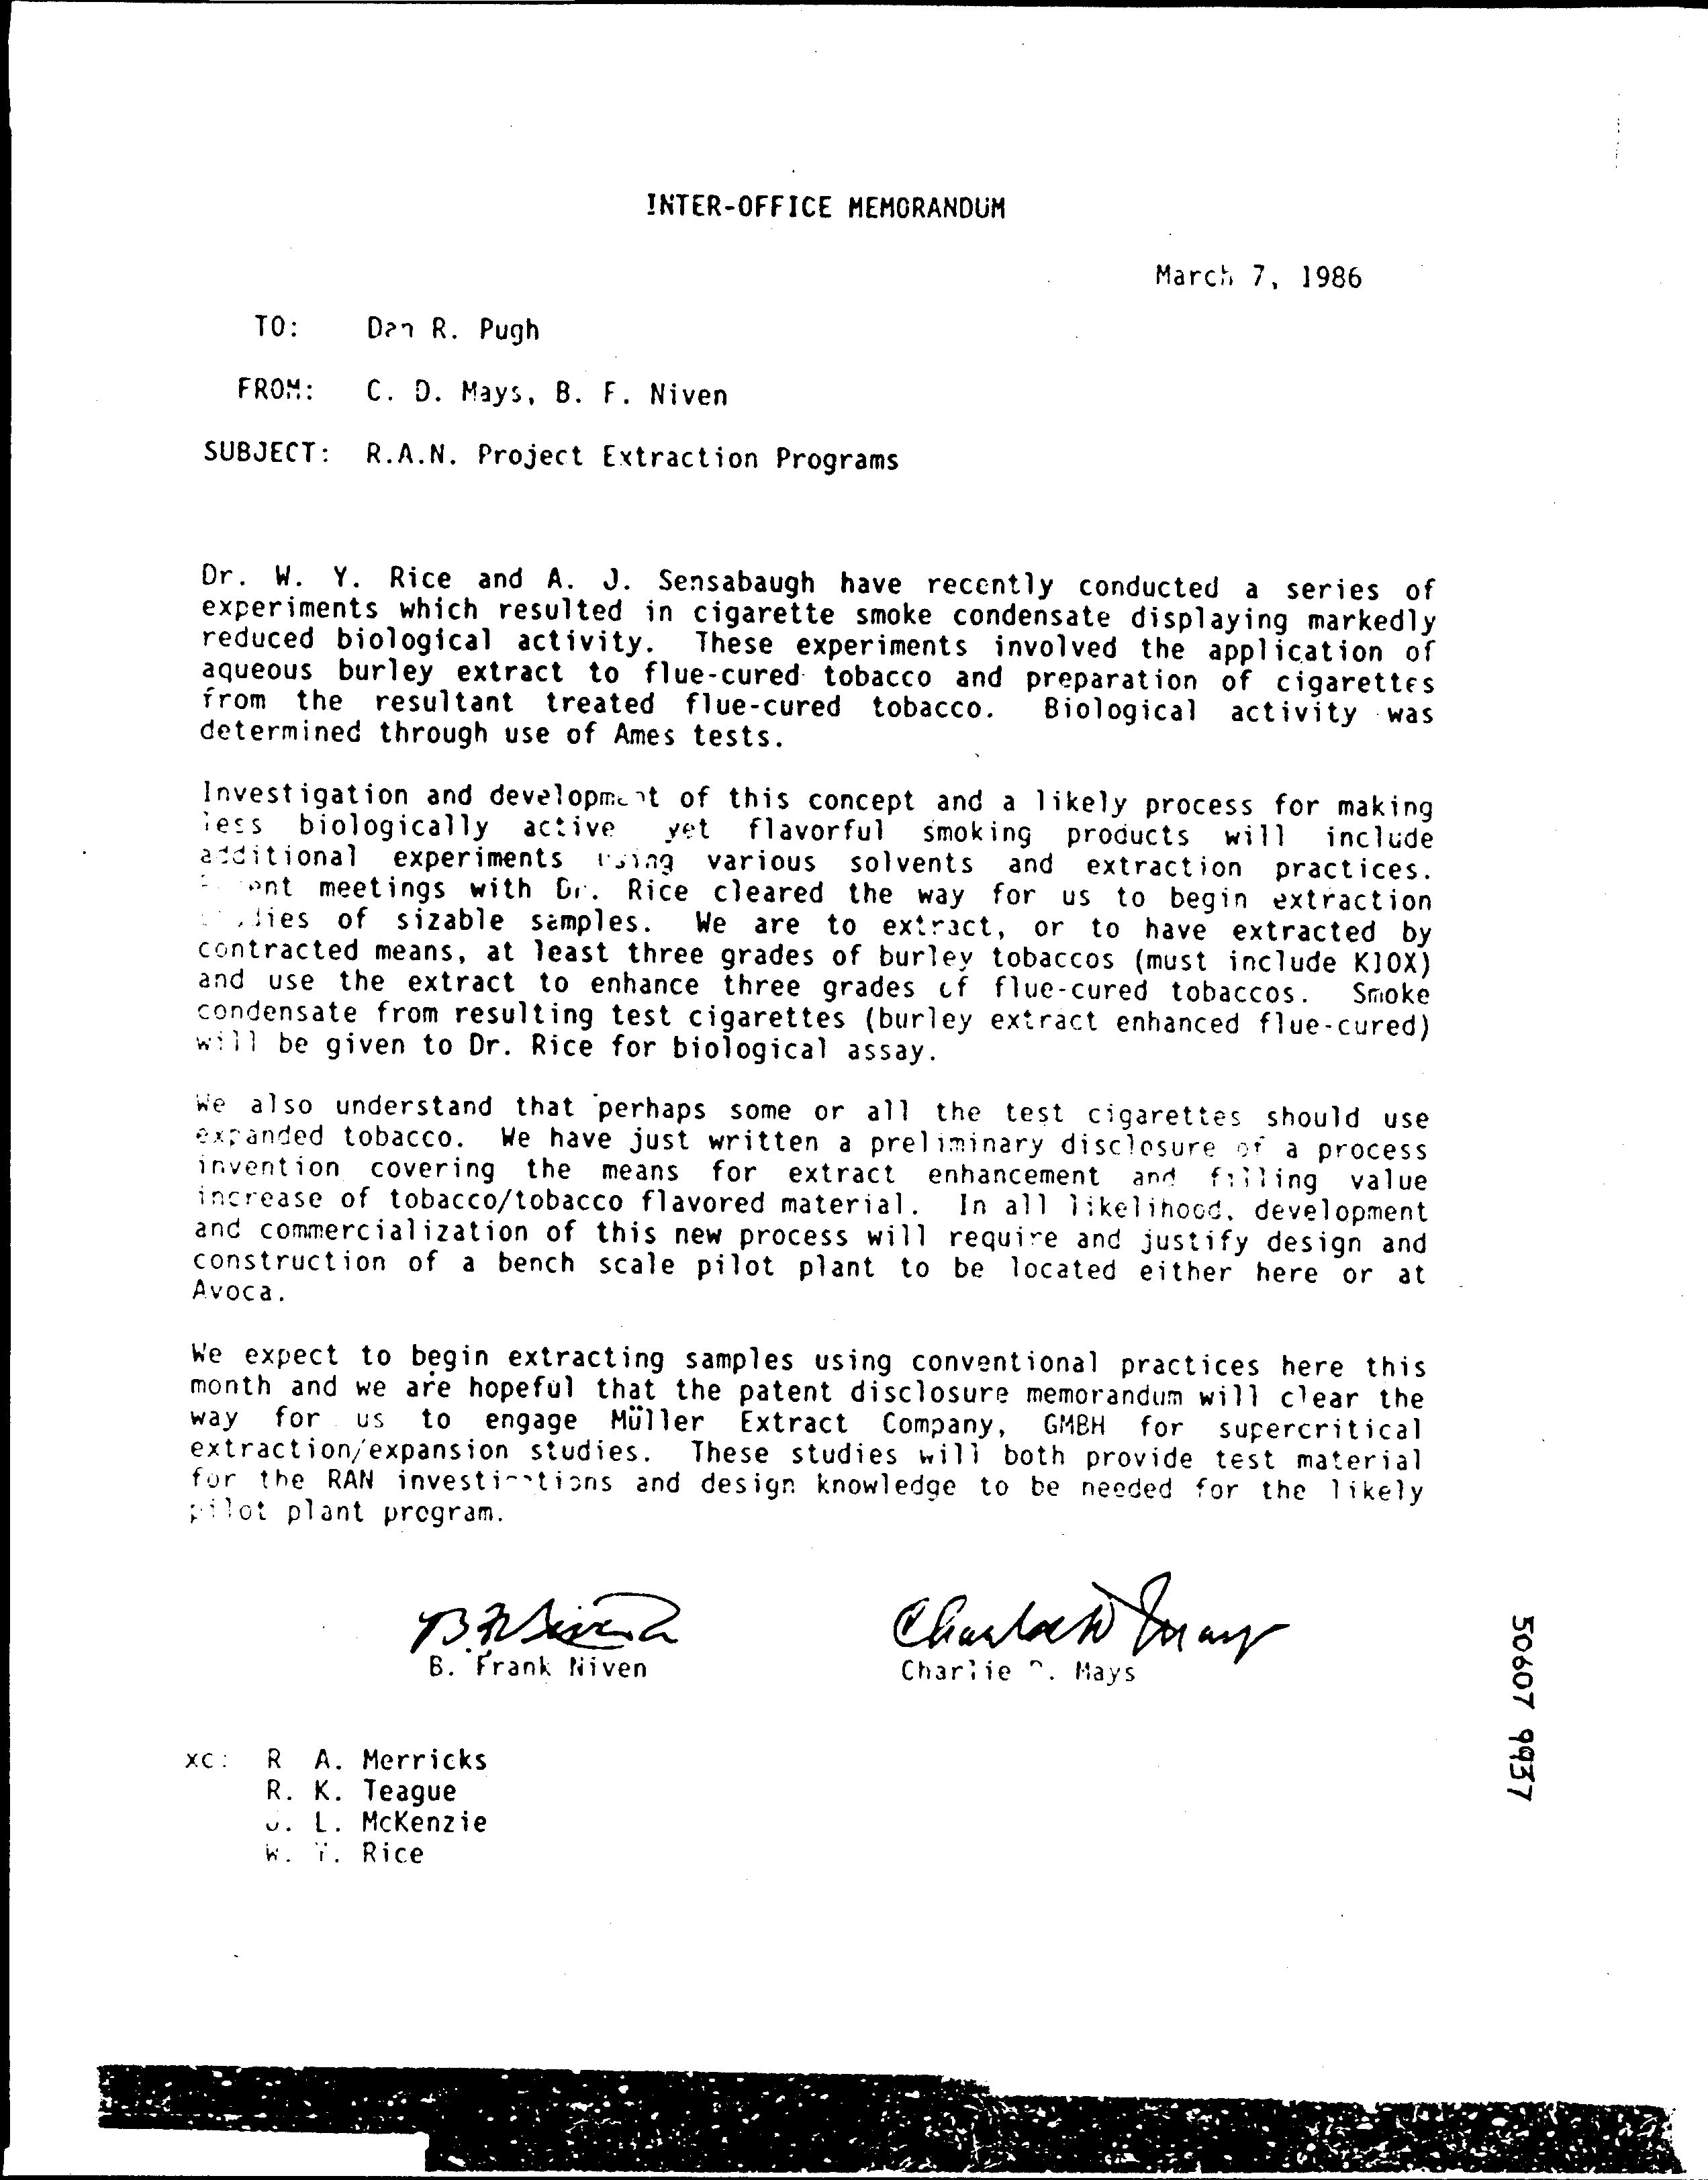 INTER-OFFICE MEMORANDUM
March 7, 1986
TO: Dan R. Pugh
FROM: C. D. Mays, B. F. Niven
SUBJECT: R.A.N. Project Extraction Programs
Dr. W. Y. Rice and A. J. Sensabaugh have recently conducted a series of
experiments which resulted in cigarette smoke condensate displaying markedly
reduced biological activity. These experiments involved the application of
aqueous burley extract to flue-cured tobacco and preparation of cigarettes
from the resultant treated flue-cured tobacco. Biological activity was
determined through use of Ames tests.
Investigation and development of this concept and a likely process for making
less biologically active yet flavorful smoking products will include
additional experiments using various solvents and extraction practices.
meetings with Dr. Rice cleared the way for us to begin extraction
of sizable samples. We are to extract, or to have extracted by
contracted means, at least three grades of burley tobaccos (must include K10X)
and use the extract to enhance three grades of flue-cured tobaccos. Smoke
condensate from resulting test cigarettes (burley extract enhanced flue-cured)
will be given to Dr. Rice for biological assay.
We also understand that perhaps some or all the test cigarettes should use
expanded tobacco. We have just written a preliminary disclosure of a process
invention covering the means for extract enhancement and filling value
increase of tobacco/tobacco flavored material. In all likelihood, development
and commercialization of this new process will require and justify design and
construction of a bench scale pilot plant to be located either here or at
Avoca.
We expect to begin extracting samples using conventional practices here this
month and we are hopeful that the patent disclosure memorandum will clear the
way for us to engage Müller Extract Company, GMBH for supercritical
extraction/expansion studies. These studies will both provide test material
for the RAN investigations and design knowledge to be needed for the likely
pilot plant program.
B. Frank Niven Charlie D. Mays
xc: R A. Merricks
R. K. Teague
J. L. McKenzie
W. Y. Rice
50607 9937